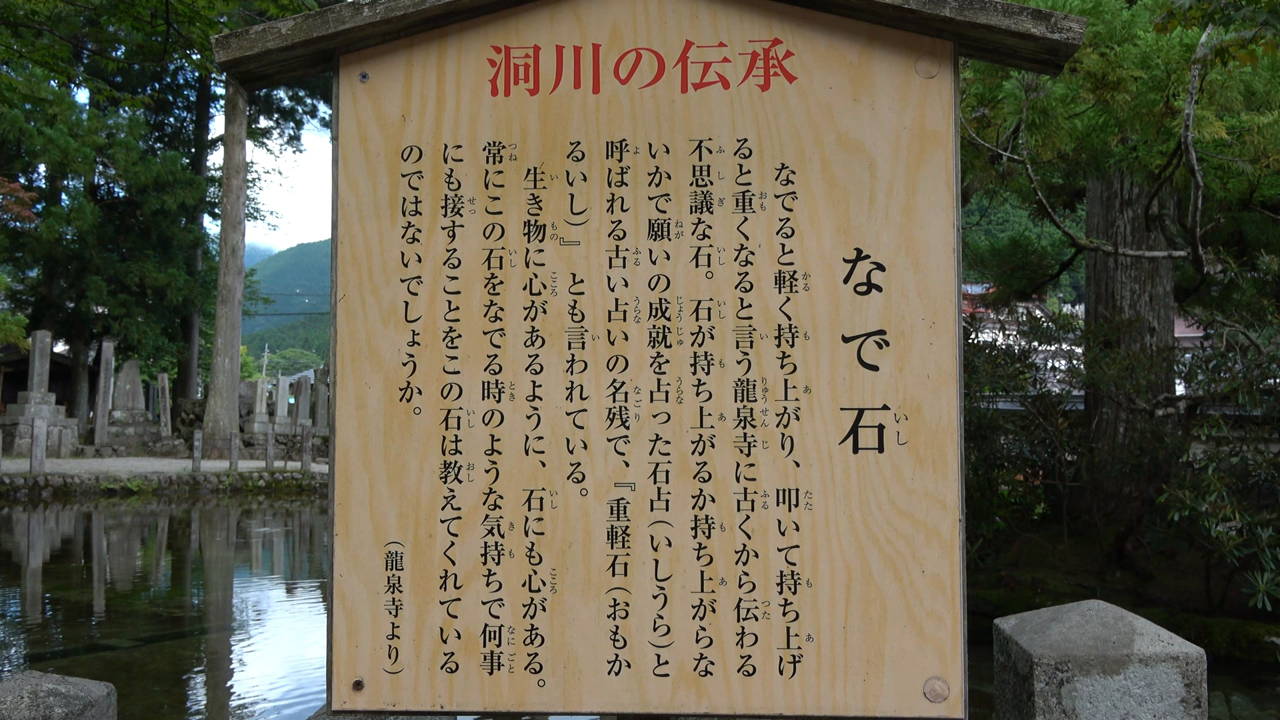 洞川の伝承
なで石
なでると軽く持ち上がり、叩いて持ち上げ
ると重くなると言う龍泉寺に古くから伝わる
不思議な石。石が持ち上がるか持ち上がらな
いかで願いの成就を占った石占(いしうら)と
呼ばれる古い占いの名残で、『重軽石(おもか
るいし)』とも言われている。
生き物に心があるように、石にも心がある。
常にこの石をなでる時のような気持ちで何事
にも接することをこの石は教えてくれている
のではないでしょうか。
(龍泉寺より)